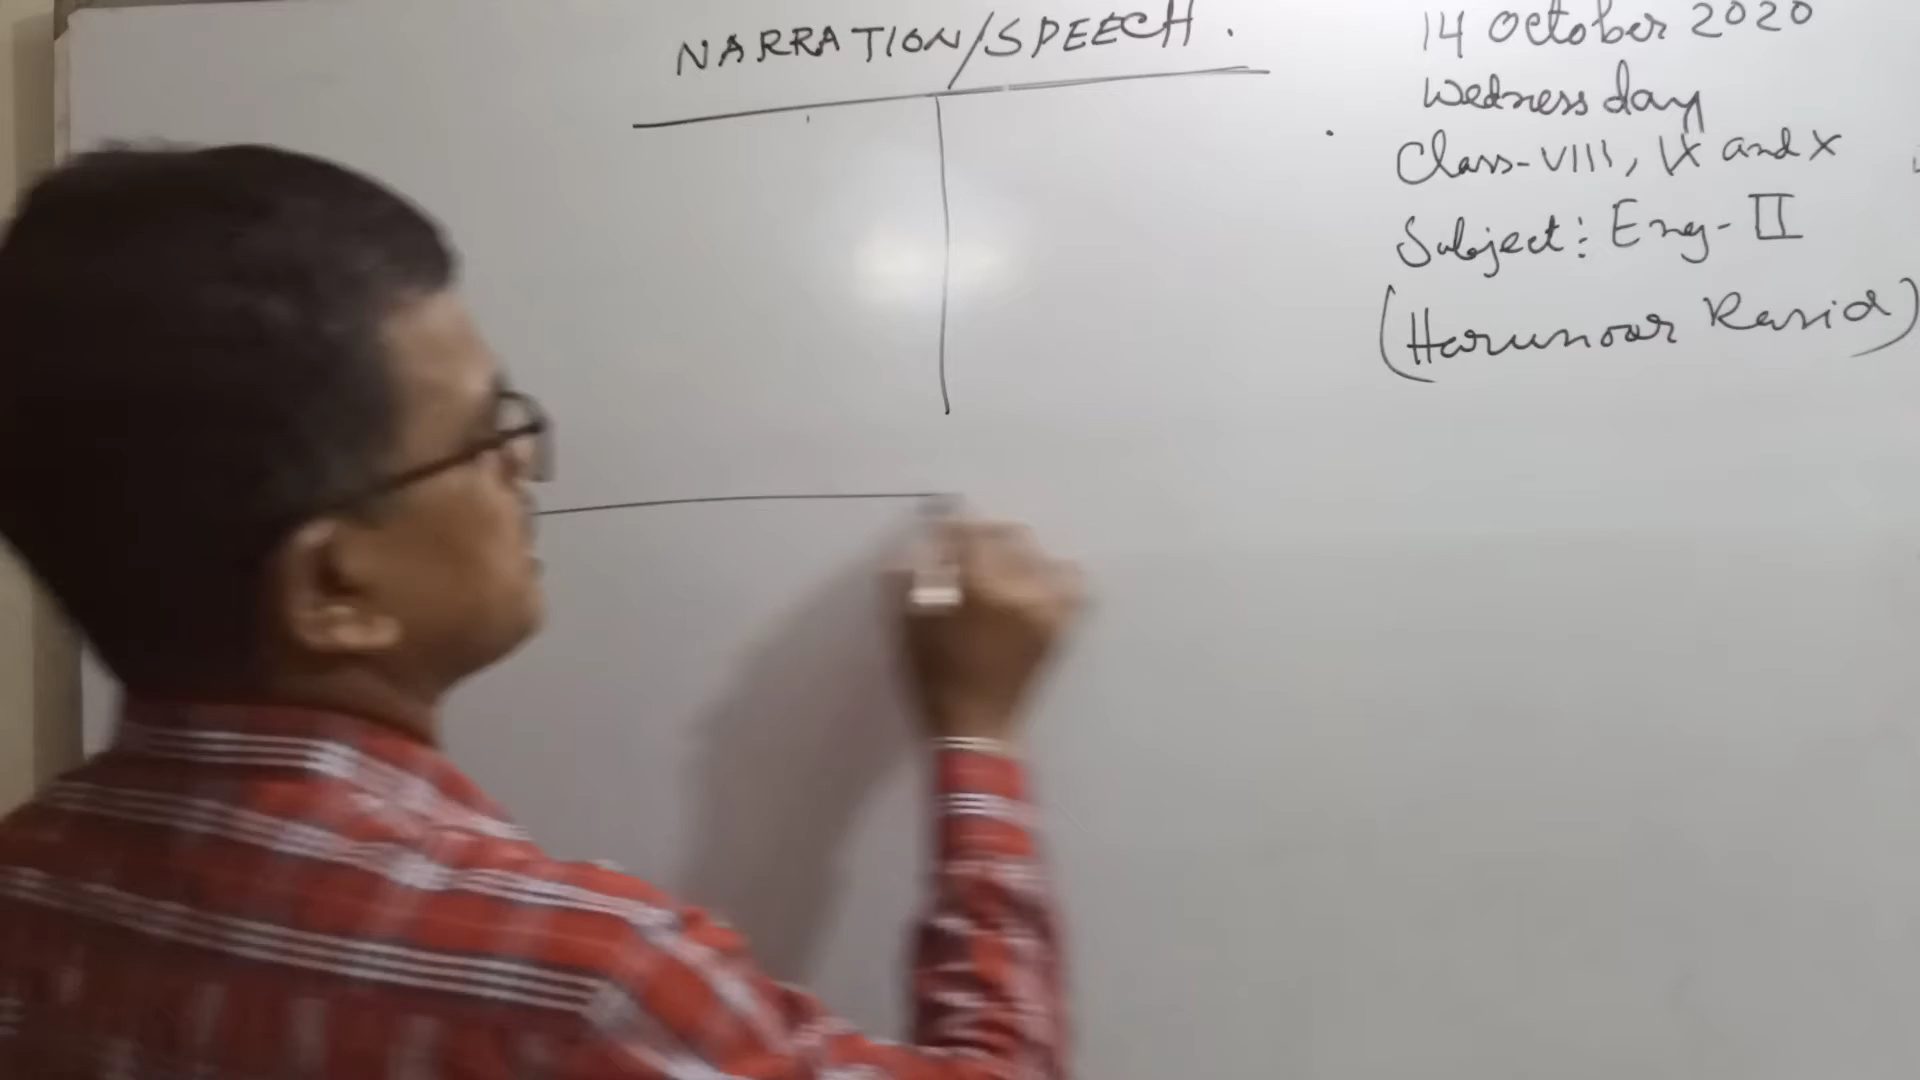 NARRATION/SPEECH.
14 October 2020
Wednessday
Class-VIII, IX and X
Subject: Eng-II
(Harunoor Rasid)